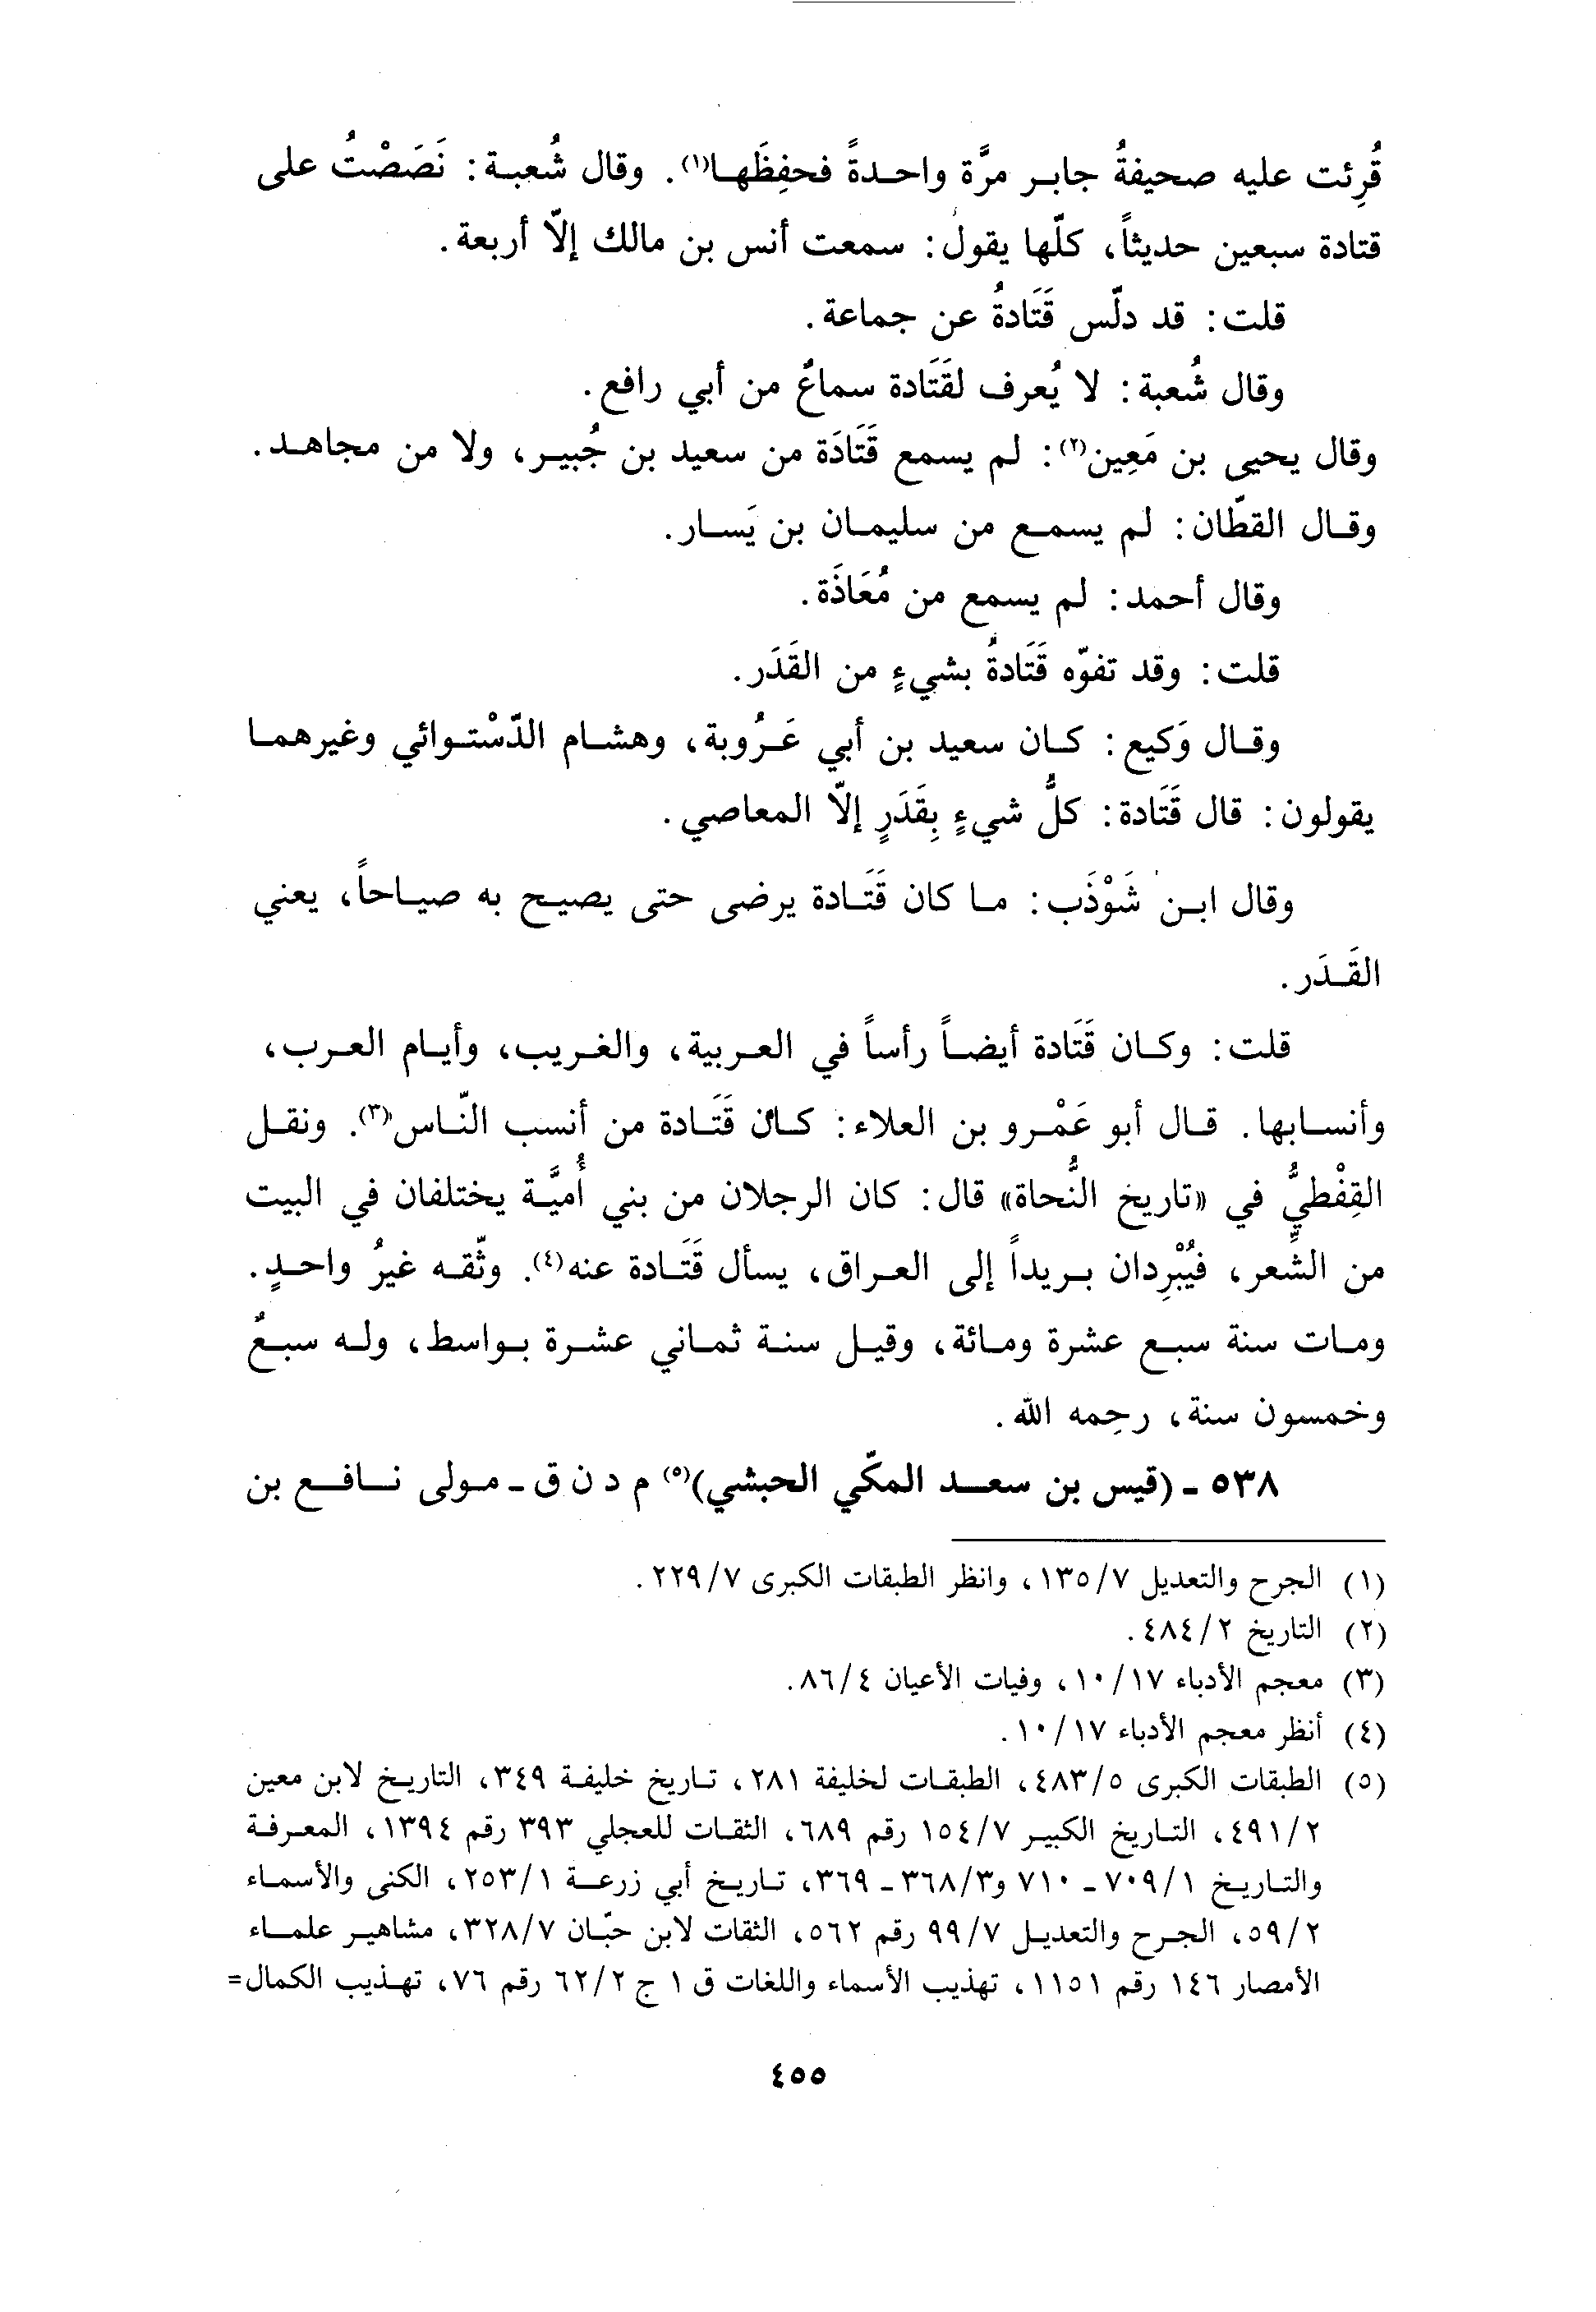 قُرِئت عليه صحيفةُ جابر مرَّة واحدةً فحفِظَها(١). وقال شُعبة: نَصَصْتُ على
قتادة سبعين حديثاً، كلّها يقول: سمعت أنس بن مالك إلّا أربعة.
قلت: قد دلّس قَتَادةُ عن جماعة.
وقال شُعبة: لا يُعرف لقَتَادة سماعٌ من أبي رافع.
وقال يحيى بن مَعِين(٢): لم يسمع قَتَادَة من سعيد بن جُبير، ولا من مجاهد.
وقال القطّان: لم يسمع من سليمان بن يَسار.
وقال أحمد: لم يسمع من مُعَاذَة.
قلت: وقد تفوّه قَتَادةُ بشيءٍ من القَدَر.
وقال وَكيع: كان سعيد بن أبي عَرُوبة، وهشام الدّسْتوائي وغيرهما
يقولون: قال قَتَادة: كلُّ شيءٍ بِقَدَرٍ إلّا المعاصي.
وقال ابن شَوْذَب: ما كان قَتَادة يرضى حتى يصيح به صياحاً، يعني
القَدَر.
قلت: وكان قَتَادة أيضاً رأساً في العربية، والغريب، وأيام العرب،
وأنسابها. قال أبو عَمْرو بن العلاء: كان قَتَادة من أنسب النّاس(٣). ونقل
القِفْطيُّ في «تاريخ النُّحاة» قال: كان الرجلان من بني أُميَّة يختلفان في البيت
من الشِّعر، فيُبْرِدان بريداً إلى العراق، يسأل قَتَادة عنه(٤). وثّقه غيرُ واحدٍ.
ومات سنة سبع عشرة ومائة، وقيل سنة ثماني عشرة بواسط، وله سبعٌ
وخمسون سنة، رحِمه الله.
٥٣٨ - (قيس بن سعد المكّي الحبشي)(٥) م د ن ق - مولى نافع بن
(١) الجرح والتعديل ١٣٥/٧، وانظر الطبقات الكبرى ٢٢٩/٧.
(٢) التاريخ ٤٨٤/٢.
(٣) معجم الأدباء ١٠/١٧، وفيات الأعيان ٨٦/٤.
(٤) أنظر معجم الأدباء ١٠/١٧.
(٥) الطبقات الكبرى ٤٨٣/٥، الطبقات لخليفة ٢٨١، تاريخ خليفة ٣٤٩، التاريخ لابن معين
٤٩١/٢، التاريخ الكبير ١٥٤/٧ رقم ٦٨٩، الثقات للعجلي ٣٩٣ رقم ١٣٩٤، المعرفة
والتاريخ ٧٠٩/١ - ٧١٠ و٣٦٨/٣ - ٣٦٩، تاريخ أبي زرعة ٢٥٣/١، الكنى والأسماء
٥٩/٢، الجرح والتعديل ٩٩/٧ رقم ٥٦٢، الثقات لابن حبّان ٣٢٨/٧، مشاهير علماء
الأمصار ١٤٦ رقم ١١٥١، تهذيب الأسماء واللغات ق ١ ج ٦٢/٢ رقم ٧٦، تهذيب الكمال=
٤٥٥